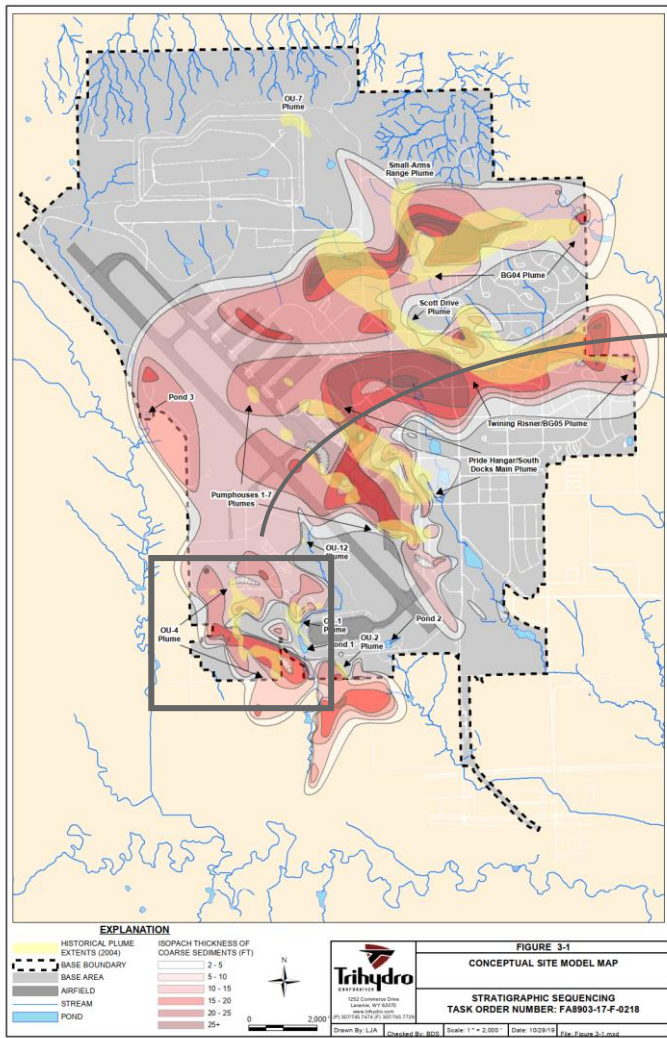 OU-7
Plume
Small-Arms
Range Plume
BG04 Plume
Scott Drive
Plume
Pond 3
Twining Risner/BG05 Plume
Pride Hangar/South
Docks Main Plume
Pumphouses 1-7
Plumes
OU-12
Plume
OU-4
Plume
OU-1
Plume
Pond 1
OU-2
Plume
Pond 2
EXPLANATION
HISTORICAL PLUME
EXTENTS (2004)
BASE BOUNDARY
BASE AREA
AIRFIELD
STREAM
POND
ISOPACH THICKNESS OF
COARSE SEDIMENTS (FT)
2 - 5
5 - 10
10 - 15
15 - 20
20 - 25
25+
N
0 2,000 '
Trihydro
CORPORATION
1252 Commerce Drive
Laramie, WY 82070
www.trihydro.com
(P) 307/745.7474 (F) 307/745.7729
FIGURE 3-1
CONCEPTUAL SITE MODEL MAP
STRATIGRAPHIC SEQUENCING
TASK ORDER NUMBER: FA8903-17-F-0218
Drawn By: LJA Checked By: BDS Scale: 1 " = 2,000 ' Date: 10/29/19 File: Figure 3-1.mxd